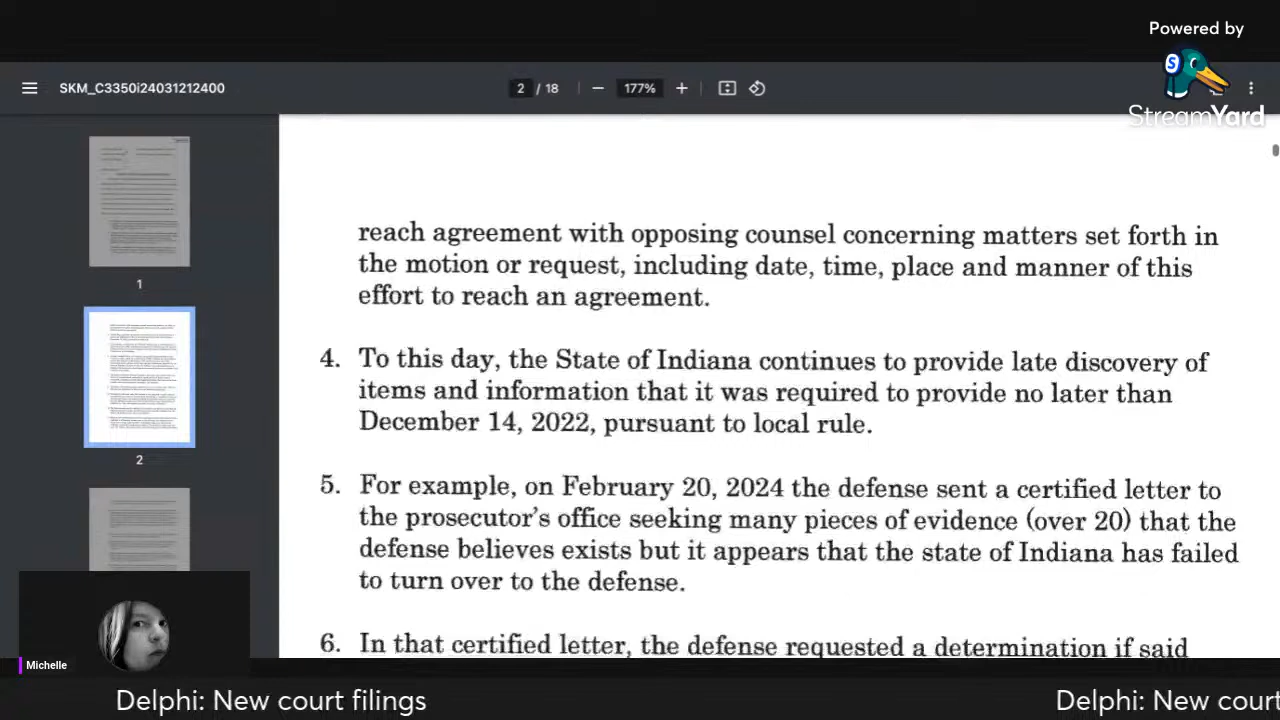 Powered by
StreamYard
SKM_C3350i24031212400
2 / 18
177%
1
2
reach agreement with opposing counsel concerning matters set forth in
the motion or request, including date, time, place and manner of this
effort to reach an agreement.
4. To this day, the State of Indiana continues to provide late discovery of
items and information that it was required to provide no later than
December 14, 2022, pursuant to local rule.
5. For example, on February 20, 2024 the defense sent a certified letter to
the prosecutor's office seeking many pieces of evidence (over 20) that the
defense believes exists but it appears that the state of Indiana has failed
to turn over to the defense.
6. In that certified letter, the defense requested a determination if said
Michelle
Delphi: New court filings
Delphi: New court